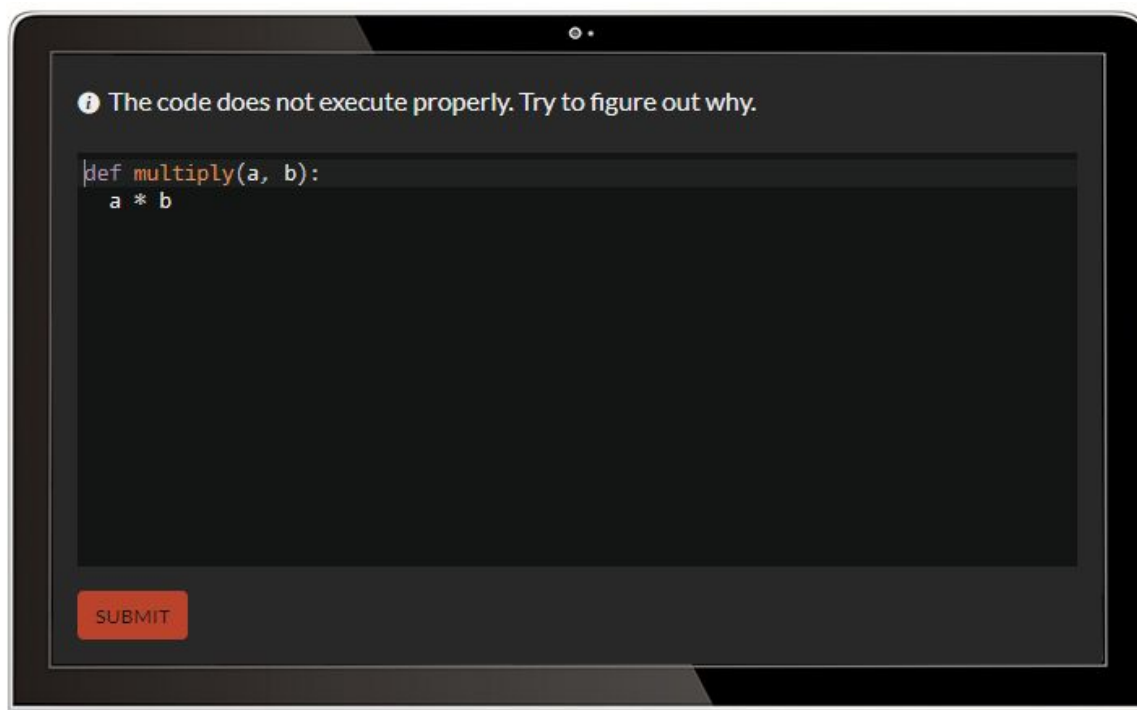 The code does not execute properly. Try to figure out why.
def multiply(a, b):
  a * b
SUBMIT